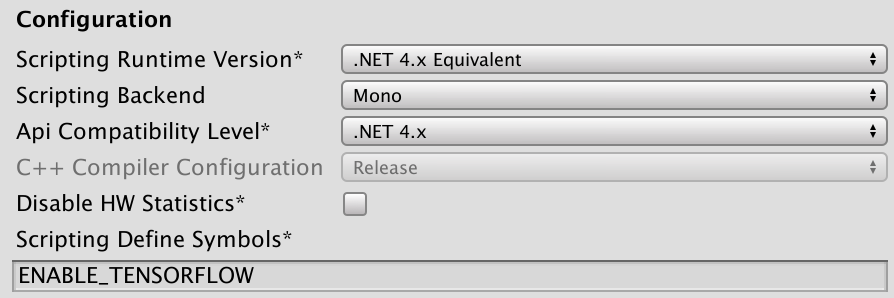 Configuration
Scripting Runtime Version* .NET 4.x Equivalent
Scripting Backend Mono
Api Compatibility Level* .NET 4.x
C++ Compiler Configuration Release
Disable HW Statistics*
Scripting Define Symbols*
ENABLE_TENSORFLOW